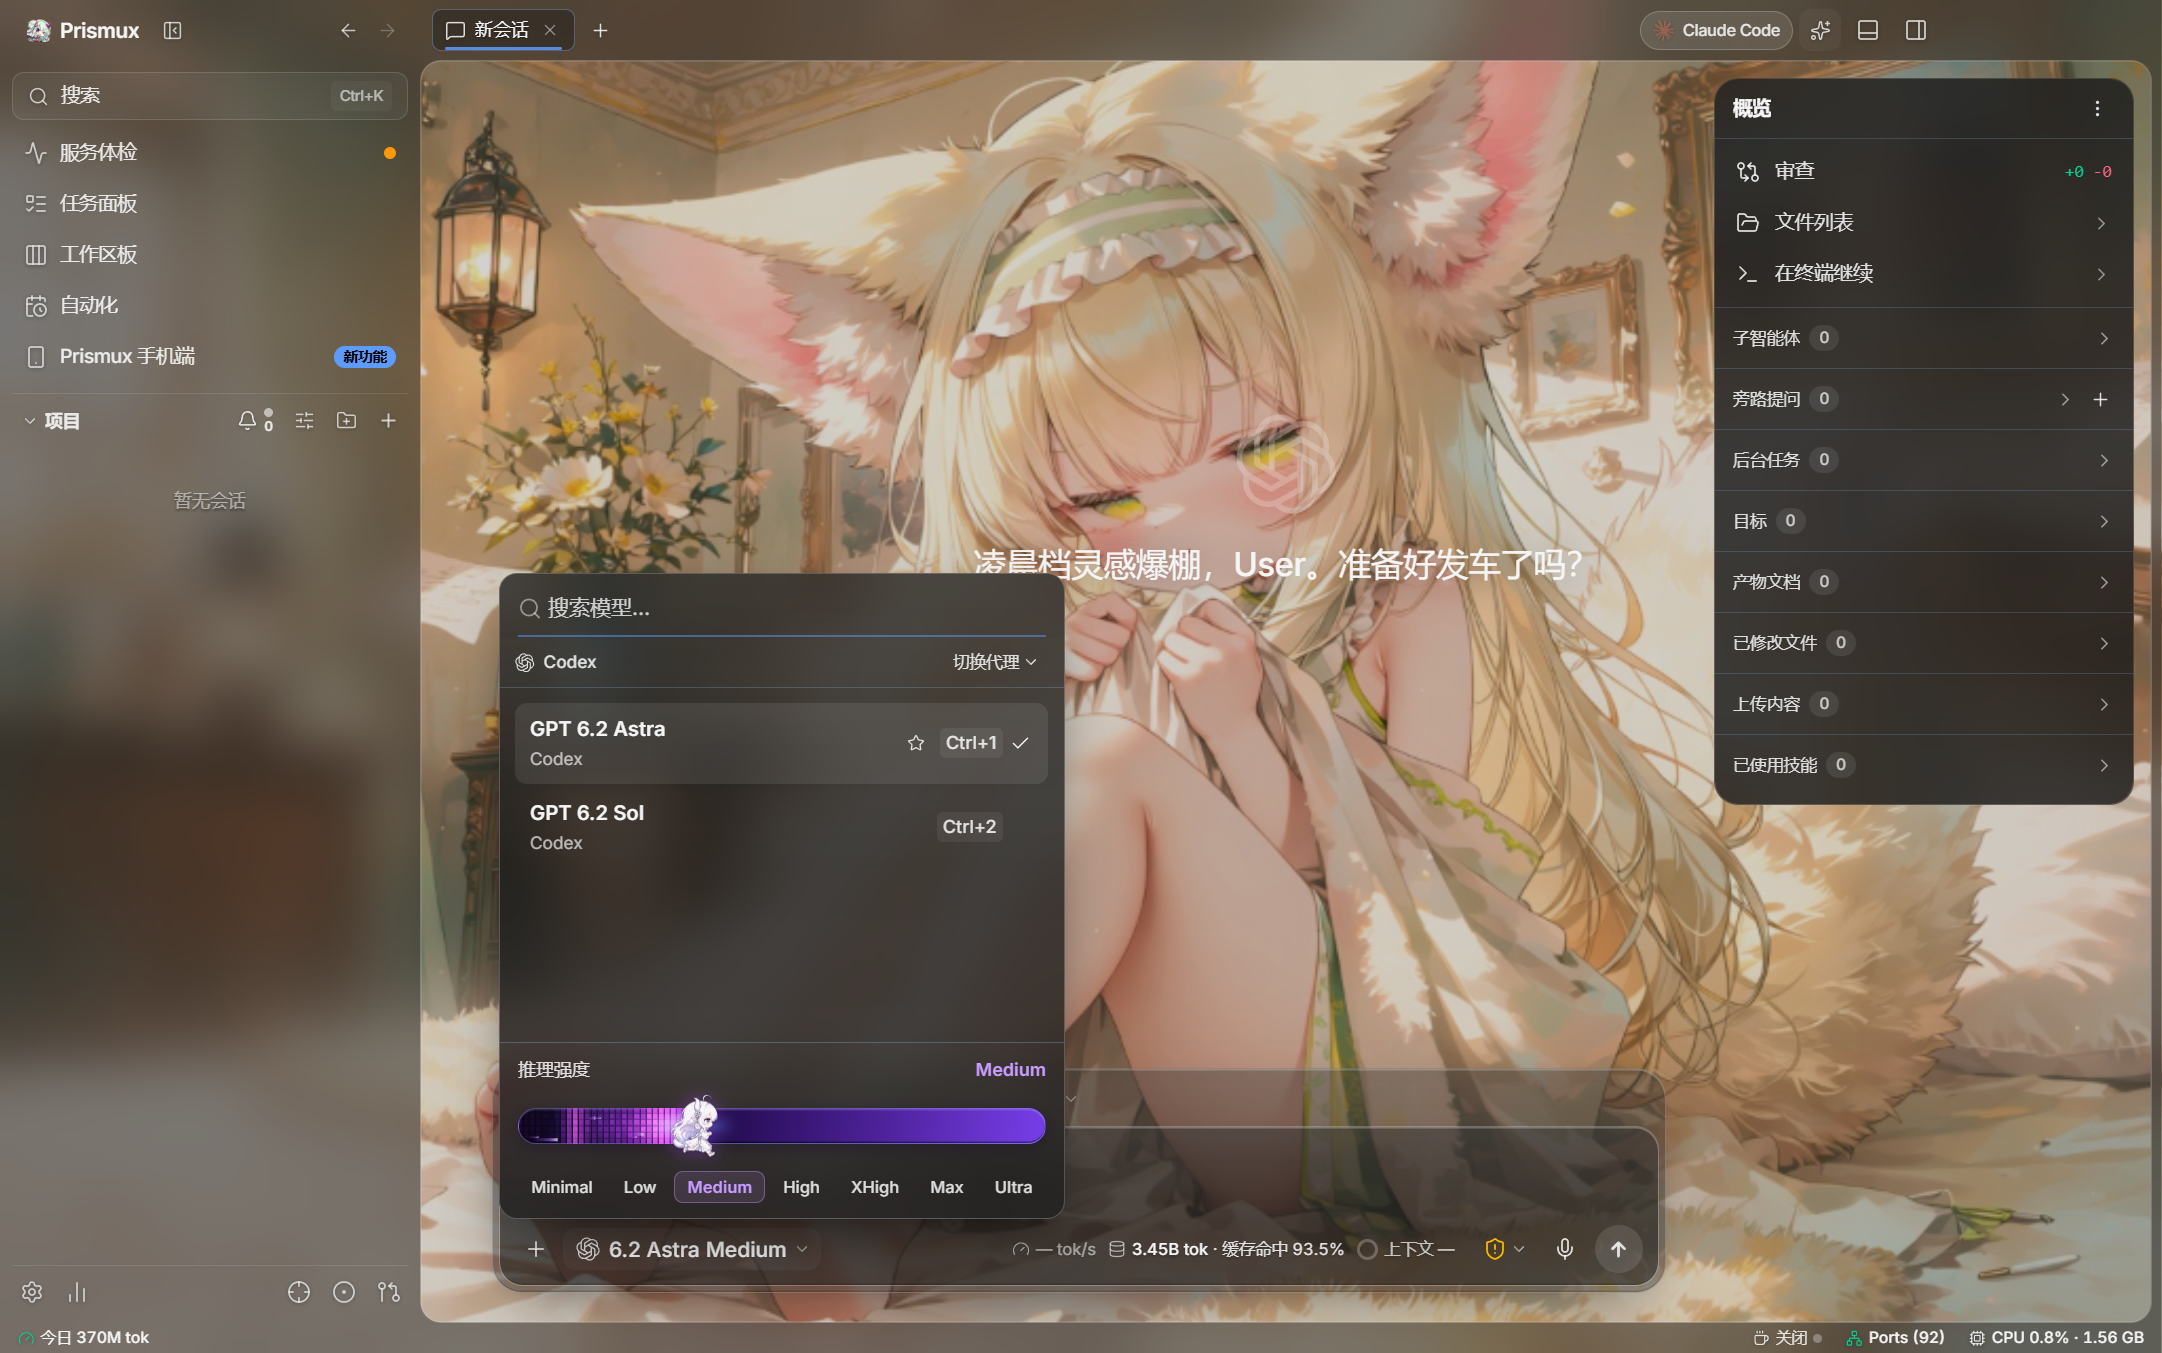 Prismux
新会话
Claude Code
搜索
Ctrl+K
服务体检
任务面板
工作区板
自动化
Prismux 手机端
新功能
项目
0
暂无会话
凌晨档灵感爆棚，User。准备好发车了吗？
搜索模型...
Codex
切换代理
GPT 6.2 Astra
Codex
Ctrl+1
GPT 6.2 Sol
Codex
Ctrl+2
推理强度
Medium
Minimal
Low
Medium
High
XHigh
Max
Ultra
6.2 Astra Medium
— tok/s
3.45B tok · 缓存命中 93.5%
上下文 —
概览
审查
+0 -0
文件列表
在终端继续
子智能体 0
旁路提问 0
后台任务 0
目标 0
产物文档 0
已修改文件 0
上传内容 0
已使用技能 0
今日 370M tok
关闭
Ports (92)
CPU 0.8% · 1.56 GB